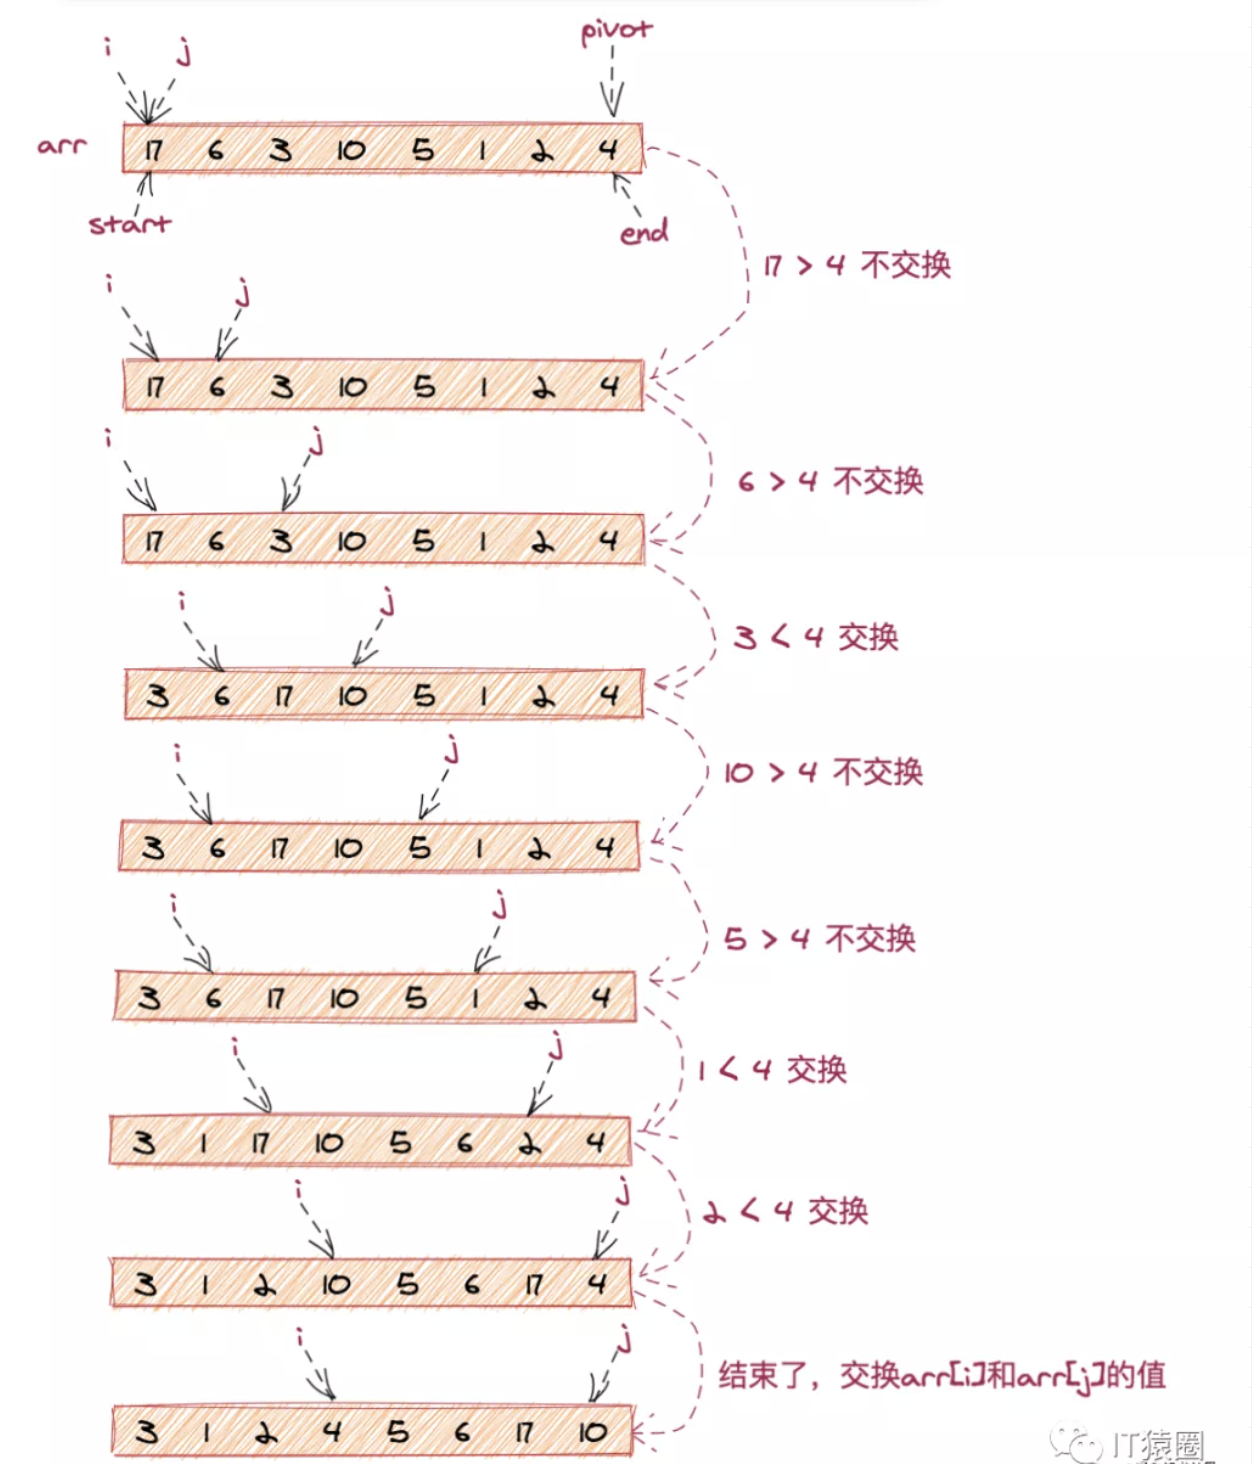 i j pivot
arr 17 6 3 10 5 1 2 4
start end
17 > 4 不交换
i j
17 6 3 10 5 1 2 4
i j
6 > 4 不交换
17 6 3 10 5 1 2 4
i j
3 < 4 交换
3 6 17 10 5 1 2 4
i j
10 > 4 不交换
3 6 17 10 5 1 2 4
i j
5 > 4 不交换
3 6 17 10 5 1 2 4
i j
1 < 4 交换
3 1 17 10 5 6 2 4
i j
2 < 4 交换
3 1 2 10 5 6 17 4
i j
结束了，交换arr[i]和arr[j]的值
3 1 2 4 5 6 17 10
IT猿圈